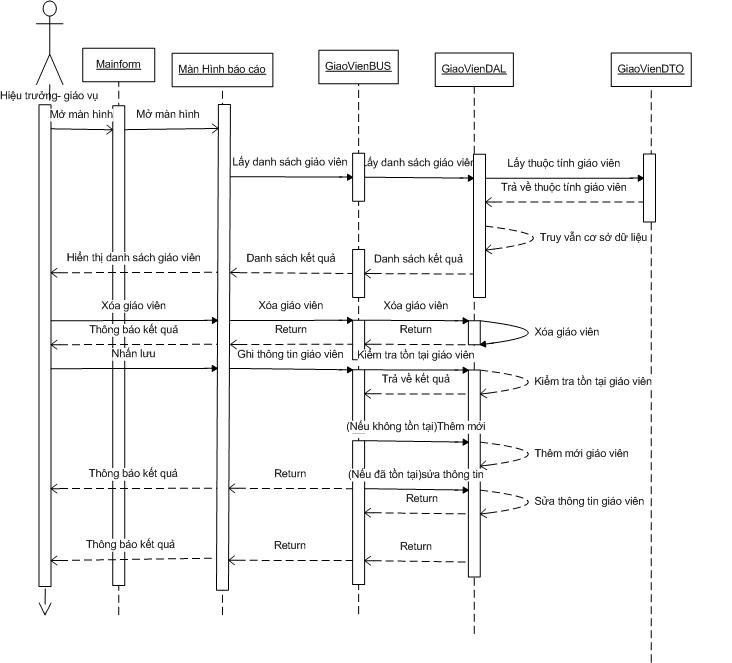 Mainform
Màn Hình báo cáo
GiaoVienBUS
GiaoVienDAL
GiaoVienDTO
Hiệu trưởng- giáo vụ
Mở màn hình
Mở màn hình
Lấy danh sách giáo viên
Lấy danh sách giáo viên
Lấy thuộc tính giáo viên
Trả về thuộc tính giáo viên
Truy vẫn cơ sở dữ liệu
Hiển thị danh sách giáo viên
Danh sách kết quả
Danh sách kết quả
Xóa giáo viên
Xóa giáo viên
Xóa giáo viên
Thông báo kết quả
Return
Return
Xóa giáo viên
Nhấn lưu
Ghi thông tin giáo viên
Kiểm tra tồn tại giáo viên
Trả về kết quả
Kiểm tra tồn tại giáo viên
(Nếu không tồn tại)Thêm mới
Thêm mới giáo viên
Thông báo kết quả
Return
(Nếu đã tồn tại)sửa thông tin
Return
Sửa thông tin giáo viên
Thông báo kết quả
Return
Return